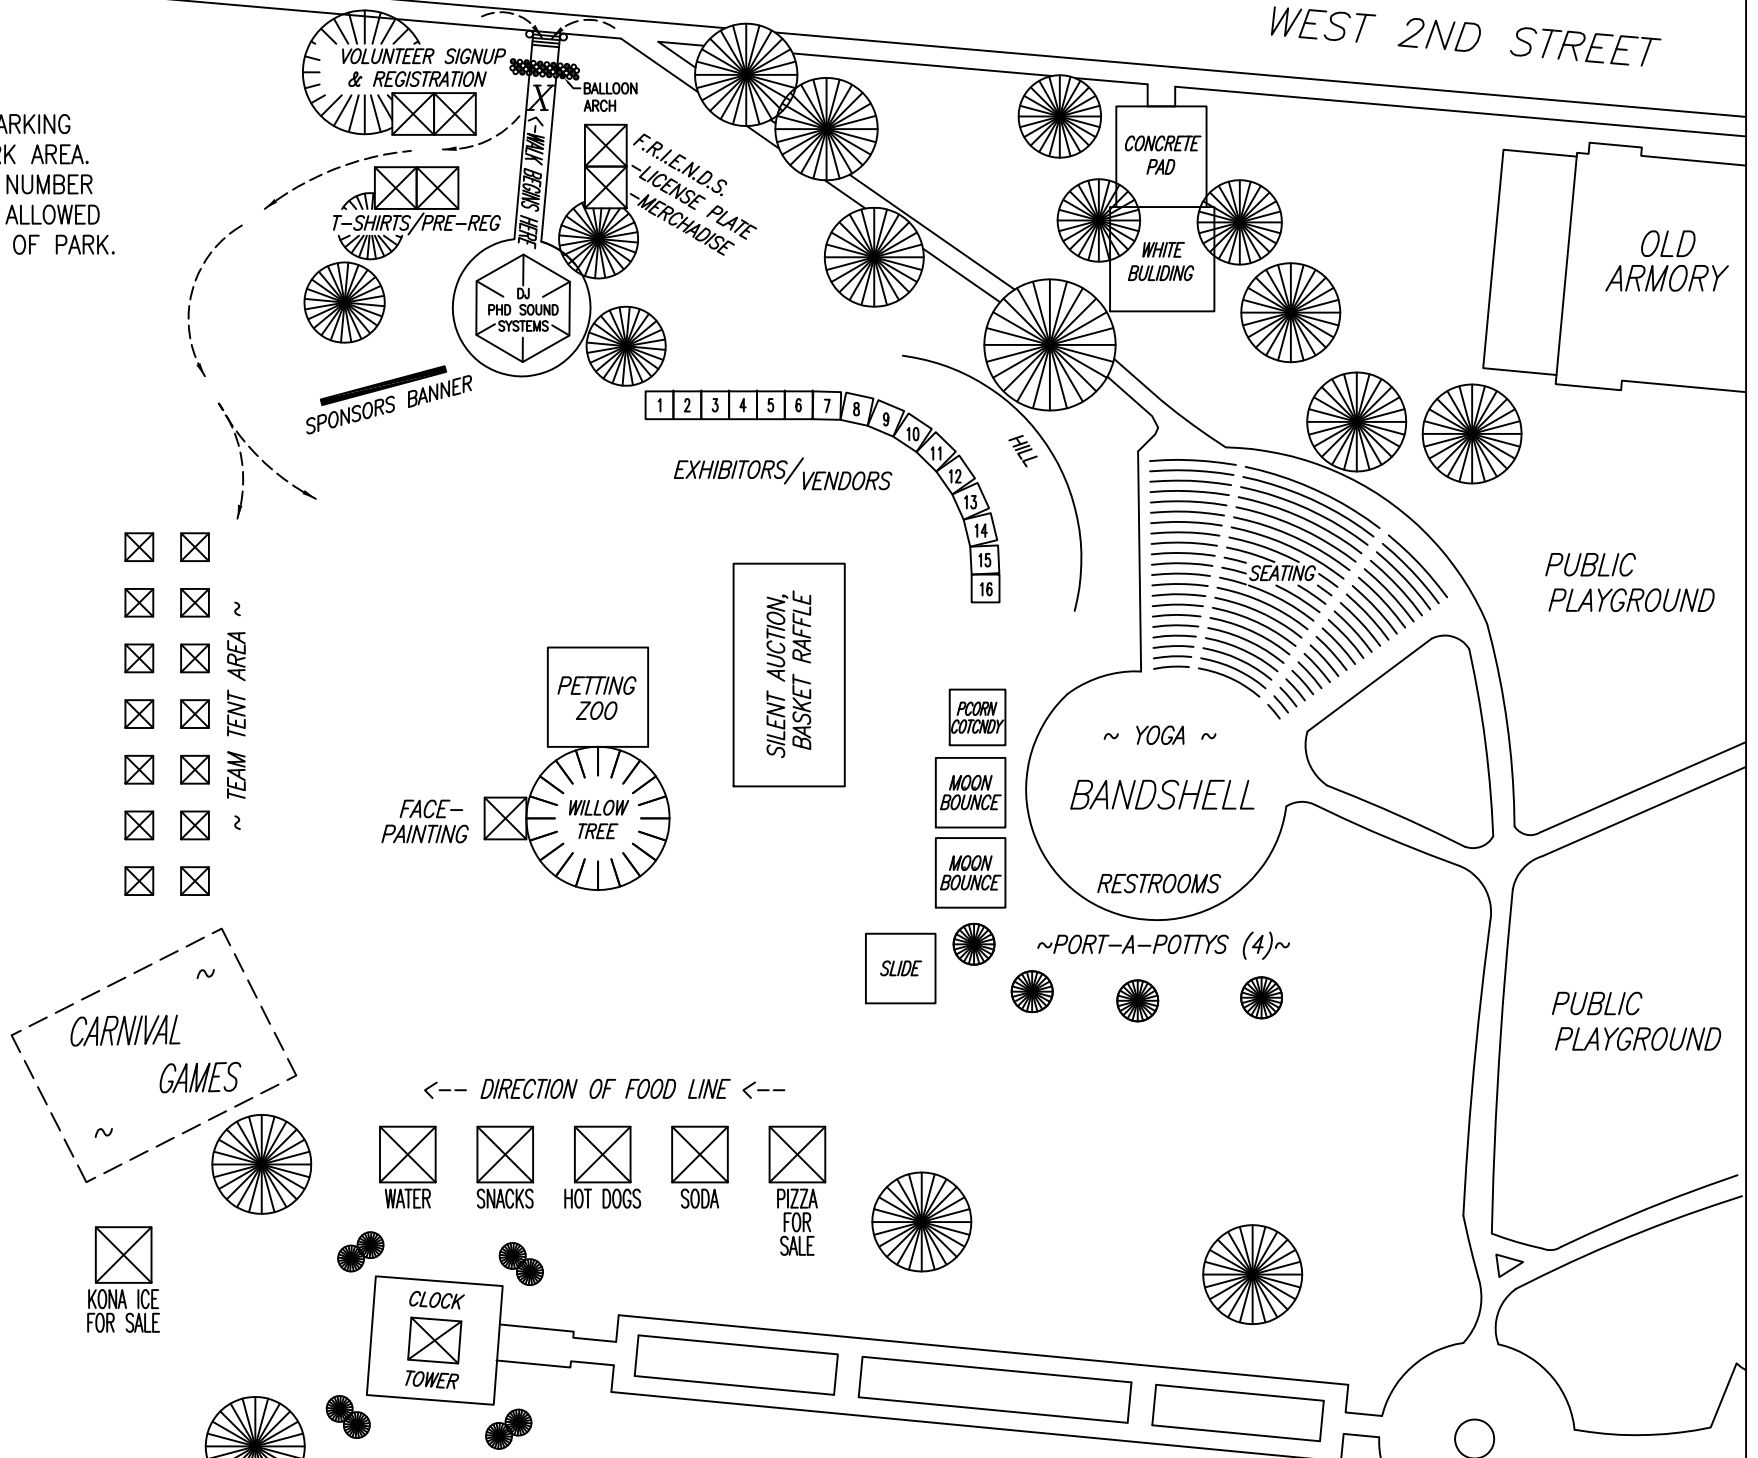 WEST 2ND STREET
VOLUNTEER SIGNUP
& REGISTRATION
BALLOON
ARCH
X
<-WALK BEGINS HERE
ARKING
RK AREA.
NUMBER
ALLOWED
OF PARK.
F.R.I.E.N.D.S.
-LICENSE PLATE
-MERCHADISE
T-SHIRTS/PRE-REG
CONCRETE
PAD
WHITE
BULIDING
OLD
ARMORY
DJ
PHD SOUND
SYSTEMS
SPONSORS BANNER
1 2 3 4 5 6 7 8 9 10 11 12 13 14 15 16
EXHIBITORS/VENDORS
HILL
SEATING
PUBLIC
PLAYGROUND
~ TEAM TENT AREA ~
SILENT AUCTION,
BASKET RAFFLE
PETTING
ZOO
PCORN
COTCNDY
~ YOGA ~
BANDSHELL
RESTROOMS
MOON
BOUNCE
MOON
BOUNCE
FACE-
PAINTING
WILLOW
TREE
~PORT-A-POTTYS (4)~
SLIDE
~
CARNIVAL
GAMES
~
PUBLIC
PLAYGROUND
<-- DIRECTION OF FOOD LINE <--
WATER
SNACKS
HOT DOGS
SODA
PIZZA
FOR
SALE
KONA ICE
FOR SALE
CLOCK
TOWER